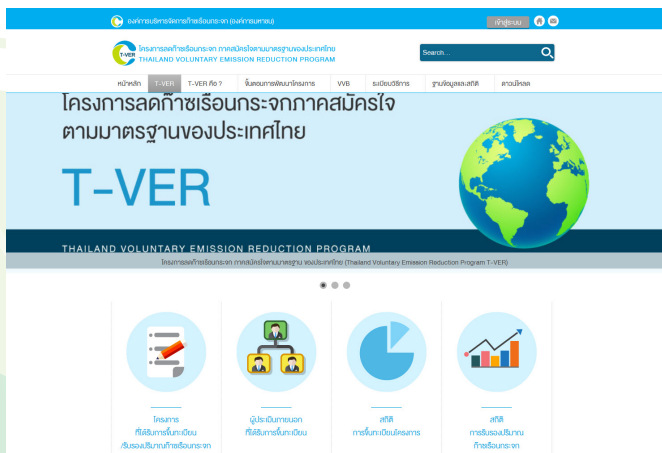 องค์การบริหารจัดการก๊าซเรือนกระจก (องค์การมหาชน)
เข้าสู่ระบบ
T-VER
โครงการลดก๊าซเรือนกระจก ภาคสมัครใจตามมาตรฐานของประเทศไทย
THAILAND VOLUNTARY EMISSION REDUCTION PROGRAM
Search...
หน้าหลัก T-VER T-VER คือ ? ขั้นตอนการพัฒนาโครงการ VVB ระเบียบวิธีการ ฐานข้อมูลและสถิติ ดาวน์โหลด
โครงการลดก๊าซเรือนกระจกภาคสมัครใจ
ตามมาตรฐานของประเทศไทย
T-VER
THAILAND VOLUNTARY EMISSION REDUCTION PROGRAM
โครงการลดก๊าซเรือนกระจก ภาคสมัครใจตามมาตรฐาน ของประเทศไทย (Thailand Voluntary Emission Reduction Program T-VER)
โครงการ
ที่ได้รับการขึ้นทะเบียน
/รับรองปริมาณก๊าซเรือนกระจก
ผู้ประเมินภายนอก
ที่ได้รับการขึ้นทะเบียน
สถิติ
การขึ้นทะเบียนโครงการ
สถิติ
การรับรองปริมาณ
ก๊าซเรือนกระจก